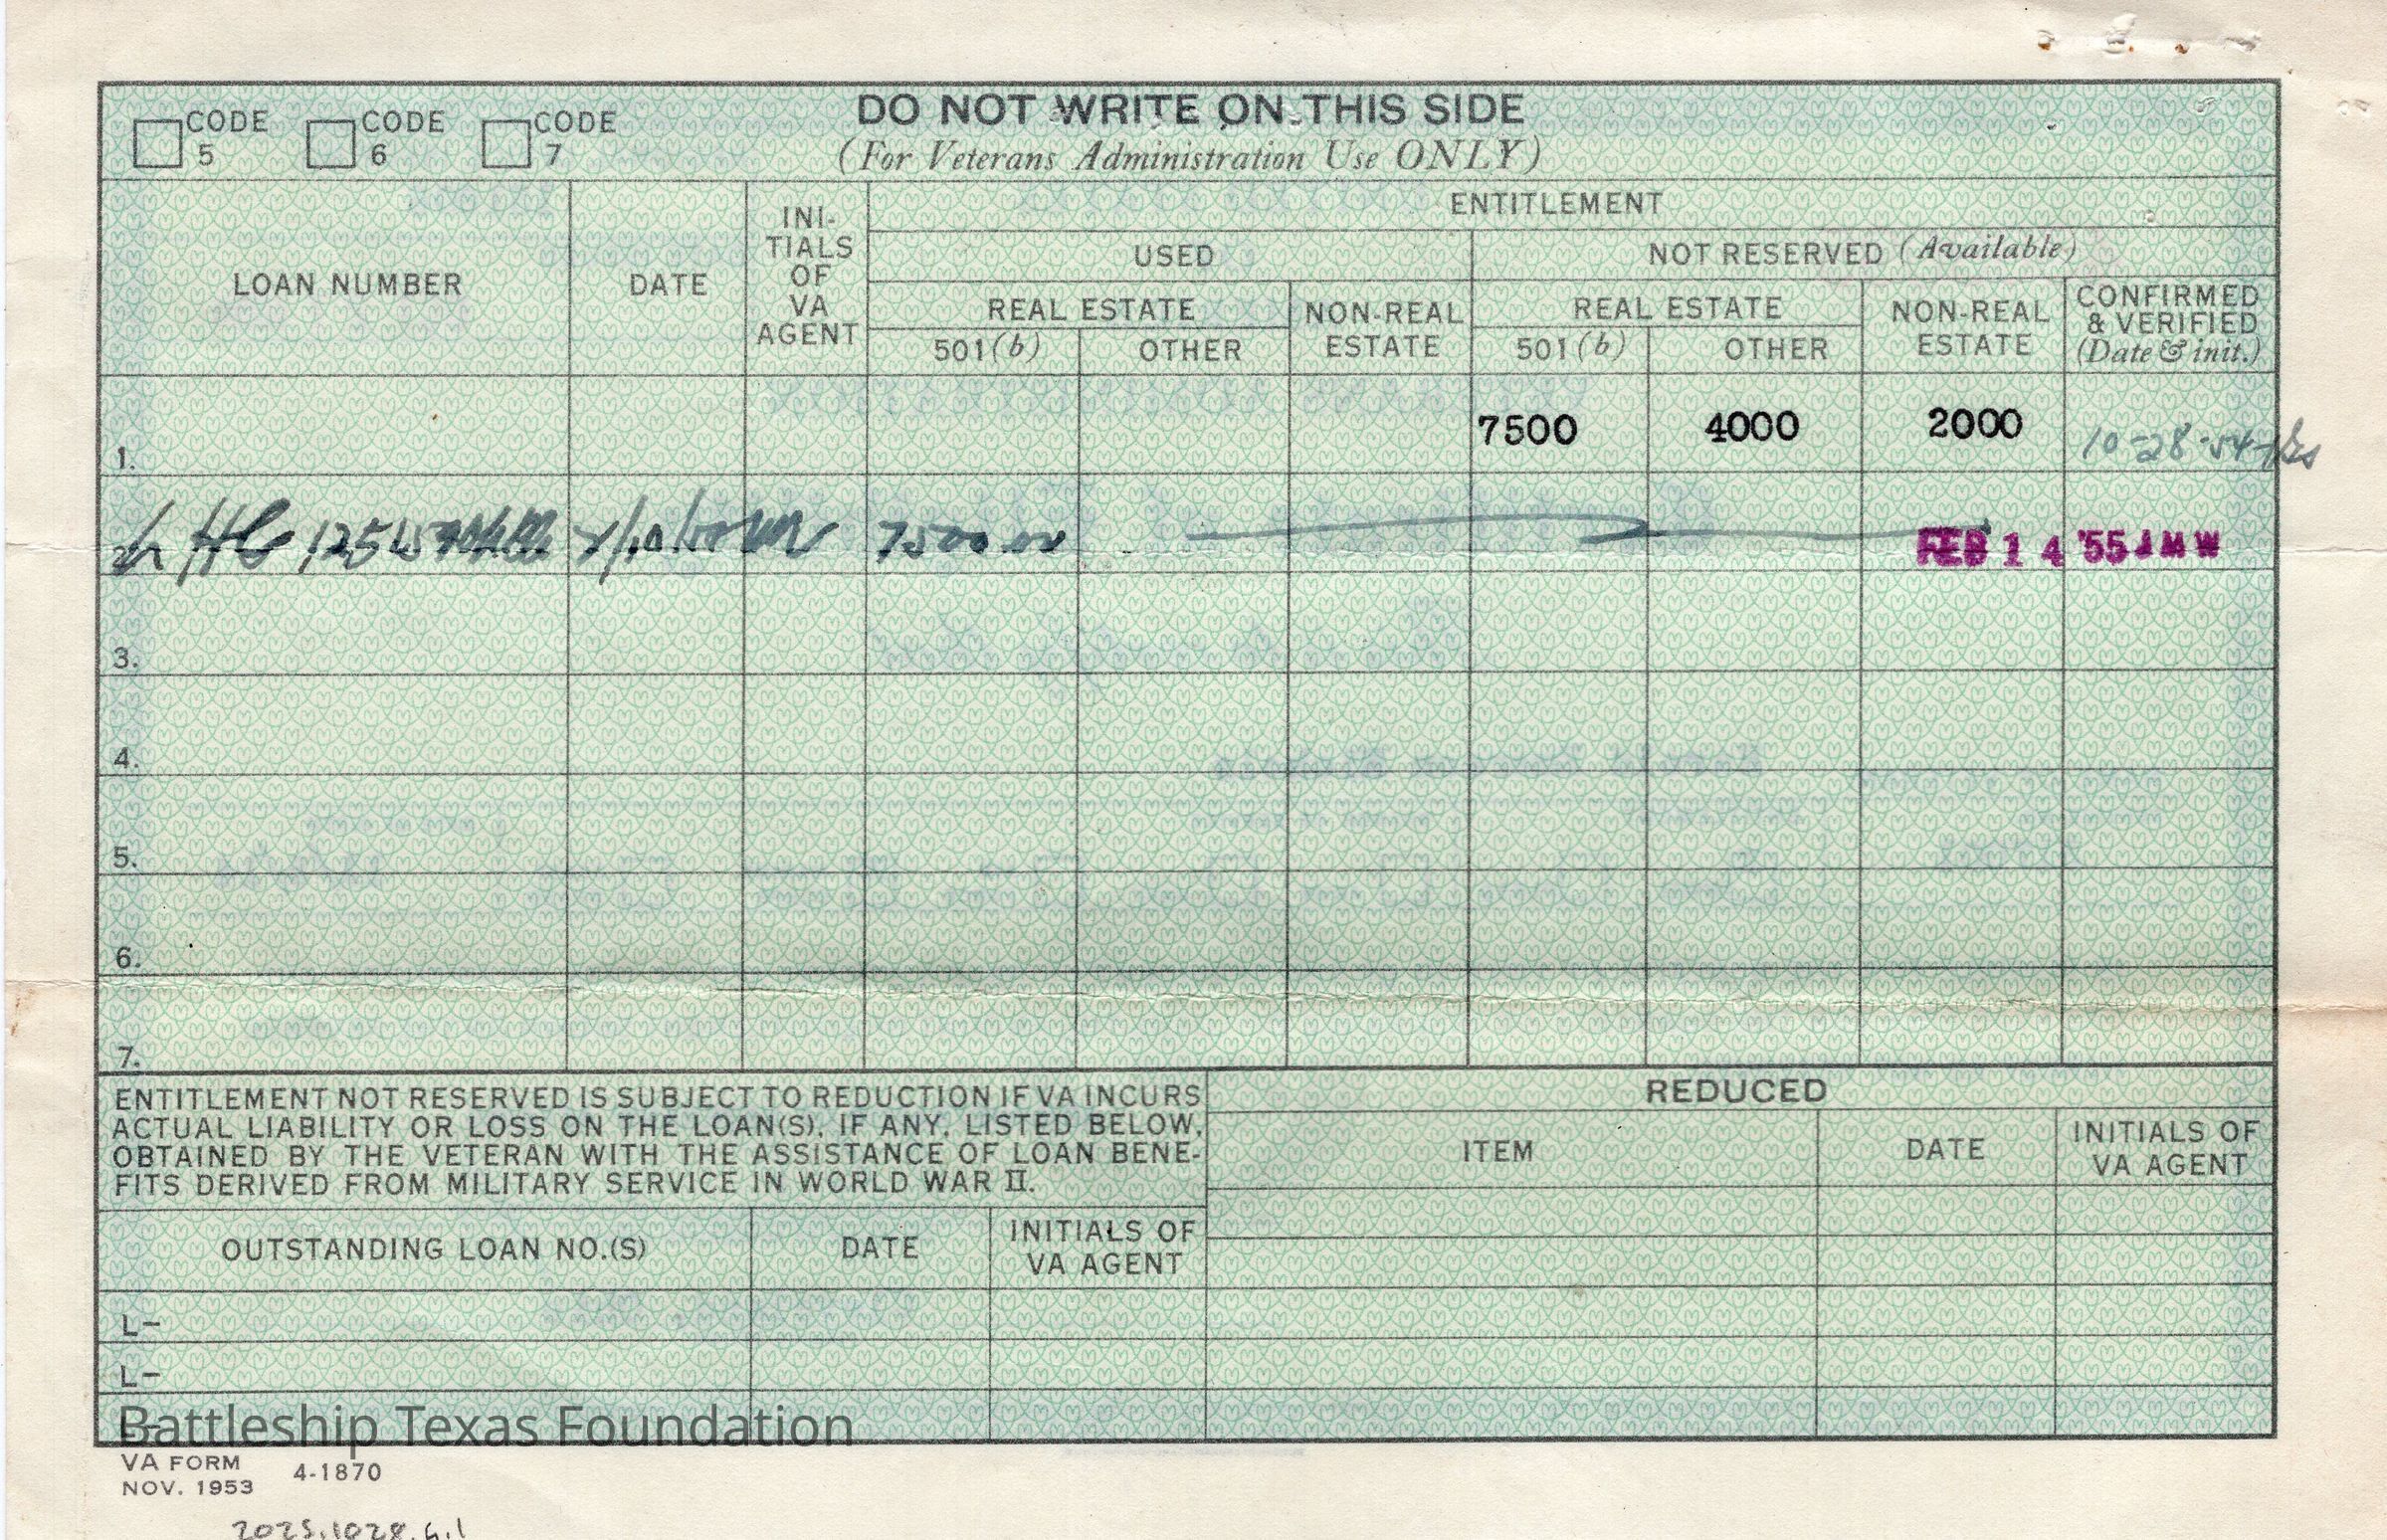 DO NOT WRITE ON THIS SIDE
(For Veterans Administration Use ONLY)
CODE 5
CODE 6
CODE 7
LOAN NUMBER
DATE
INI-
TIALS
OF
VA
AGENT
ENTITLEMENT
USED
NOT RESERVED (Available)
REAL ESTATE
NON-REAL
ESTATE
501(b)
OTHER
REAL ESTATE
501(b)
OTHER
NON-REAL
ESTATE
CONFIRMED
& VERIFIED
(Date & init.)
1. 7500 4000 2000 10-28-54
2. 7500.00 FEB 14 '55 JMW
3.
4.
5.
6.
7.
ENTITLEMENT NOT RESERVED IS SUBJECT TO REDUCTION IF VA INCURS
ACTUAL LIABILITY OR LOSS ON THE LOAN(S), IF ANY, LISTED BELOW,
OBTAINED BY THE VETERAN WITH THE ASSISTANCE OF LOAN BENE-
FITS DERIVED FROM MILITARY SERVICE IN WORLD WAR II.
OUTSTANDING LOAN NO.(S)
DATE
INITIALS OF
VA AGENT
L-
L-
L-
REDUCED
ITEM
DATE
INITIALS OF
VA AGENT
Battleship Texas Foundation
VA FORM
NOV. 1953
4-1870
2025.1028.4.1